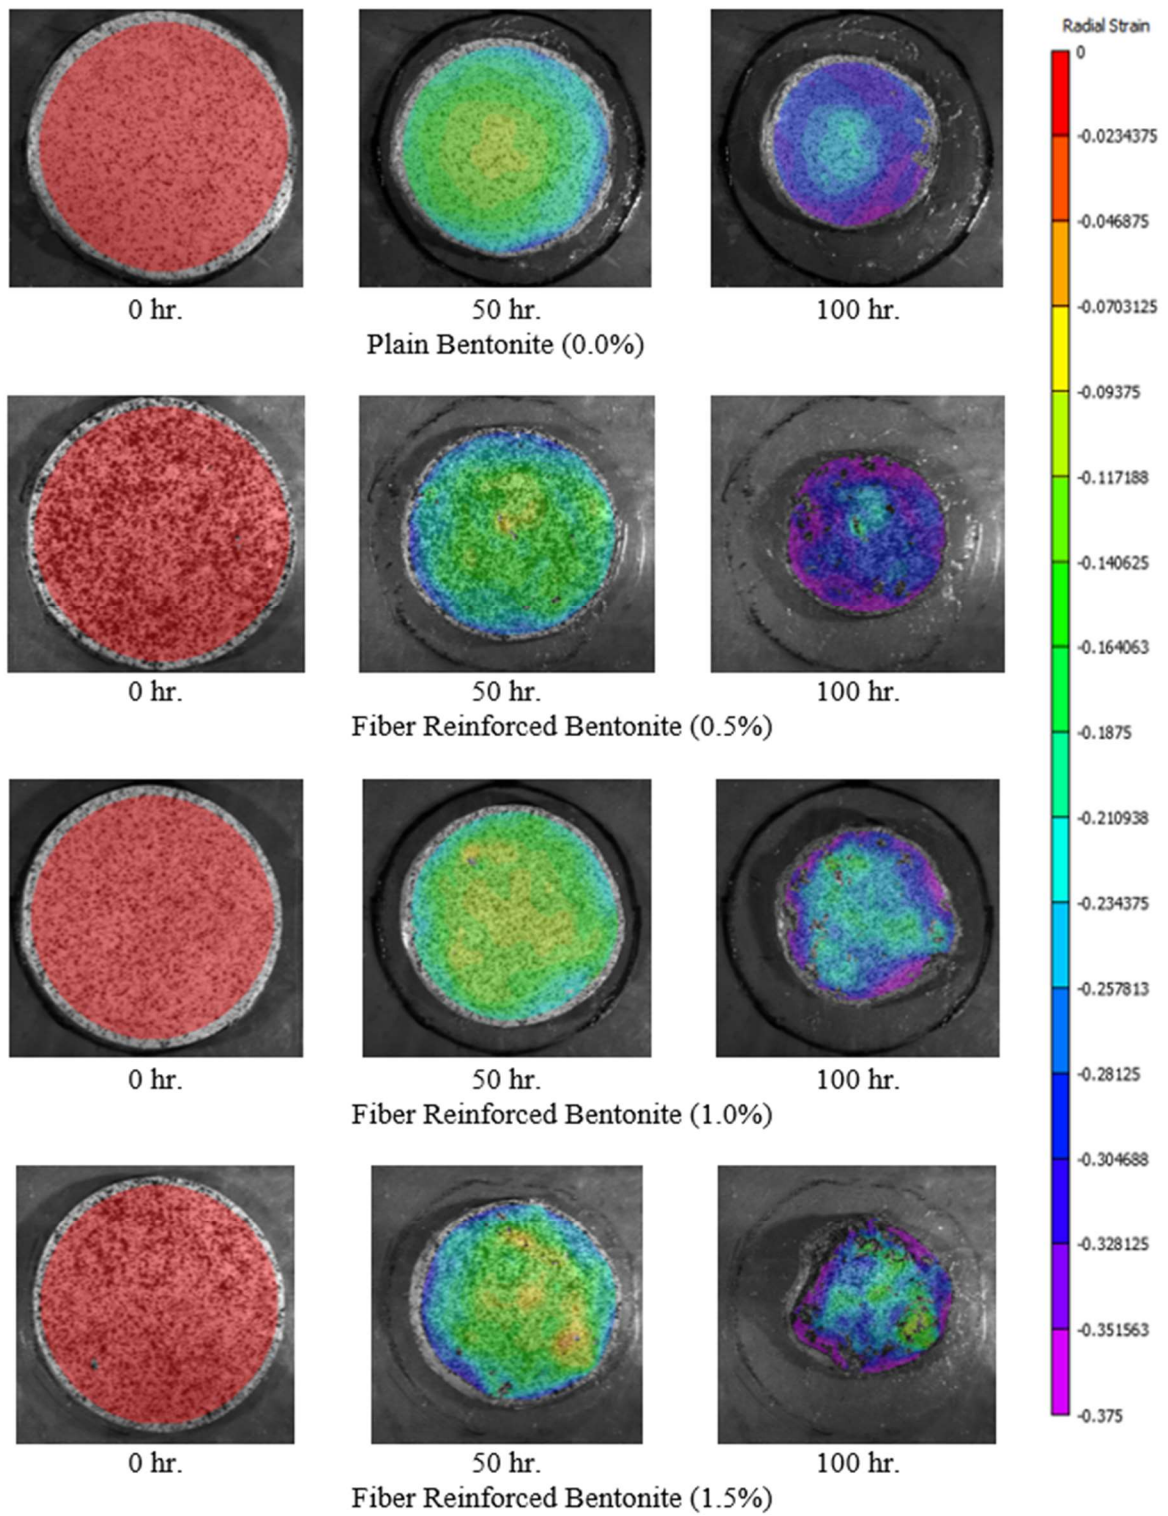 Radial Strain
0
-0.0234375
-0.046875
-0.0703125
-0.09375
-0.117188
-0.140625
-0.164063
-0.1875
-0.210938
-0.234375
-0.257813
-0.28125
-0.304688
-0.328125
-0.351563
-0.375
0 hr. 50 hr. 100 hr.
Plain Bentonite (0.0%)
0 hr. 50 hr. 100 hr.
Fiber Reinforced Bentonite (0.5%)
0 hr. 50 hr. 100 hr.
Fiber Reinforced Bentonite (1.0%)
0 hr. 50 hr. 100 hr.
Fiber Reinforced Bentonite (1.5%)